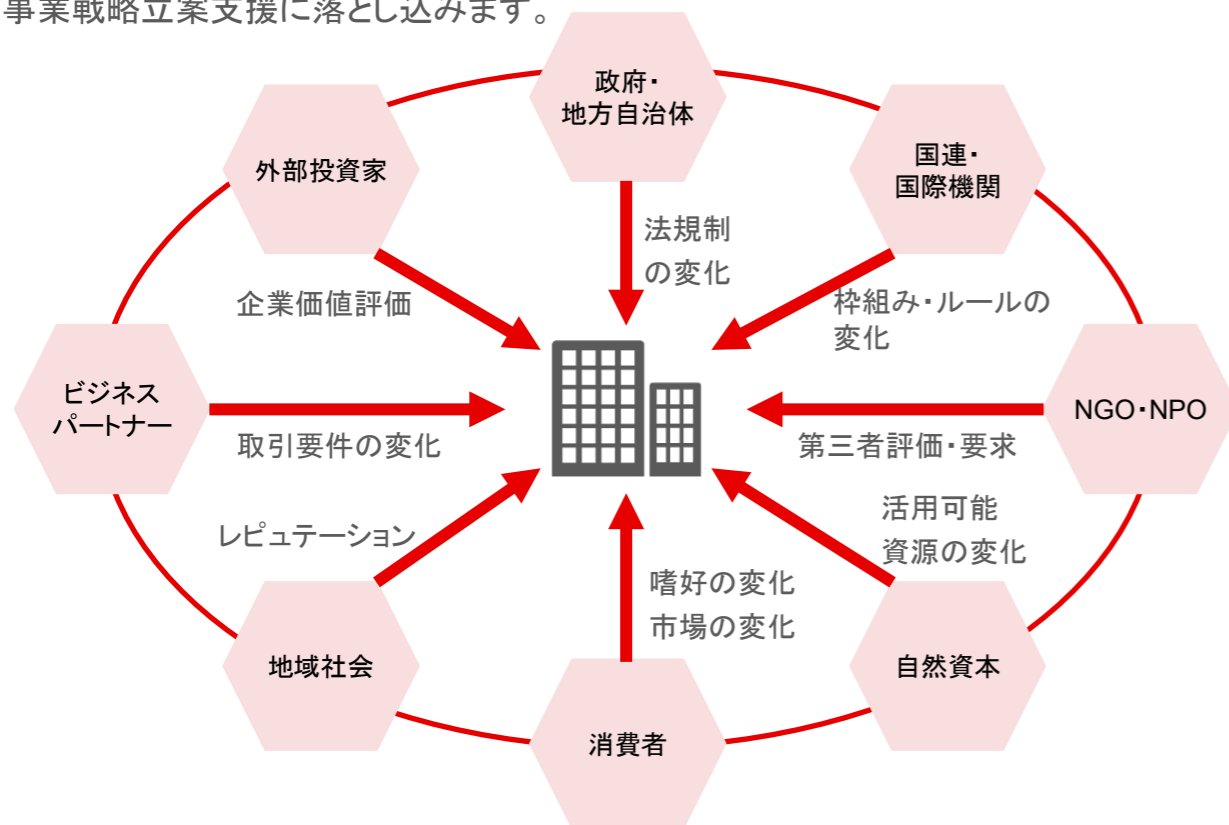 事業戦略立案支援に落とし込みます。
政府・
地方自治体
外部投資家
国連・
国際機関
法規制
の変化
企業価値評価
枠組み・ルールの
変化
ビジネス
パートナー
NGO・NPO
取引要件の変化
第三者評価・要求
活用可能
資源の変化
レピュテーション
嗜好の変化
市場の変化
地域社会
自然資本
消費者